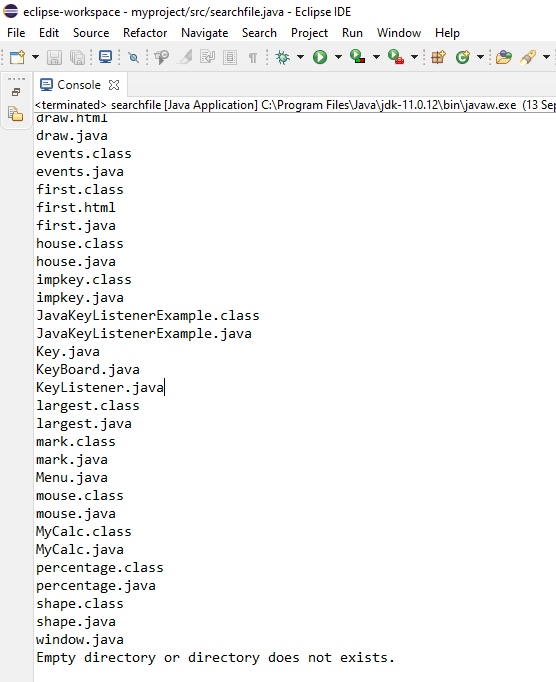 eclipse-workspace - myproject/src/searchfile.java - Eclipse IDE
File Edit Source Refactor Navigate Search Project Run Window Help
Console
<terminated> searchfile [Java Application] C:\Program Files\Java\jdk-11.0.12\bin\javaw.exe (13 Sep
draw.html
draw.java
events.class
events.java
first.class
first.html
first.java
house.class
house.java
impkey.class
impkey.java
JavaKeyListenerExample.class
JavaKeyListenerExample.java
Key.java
KeyBoard.java
KeyListener.java
largest.class
largest.java
mark.class
mark.java
Menu.java
mouse.class
mouse.java
MyCalc.class
MyCalc.java
percentage.class
percentage.java
shape.class
shape.java
window.java
Empty directory or directory does not exists.